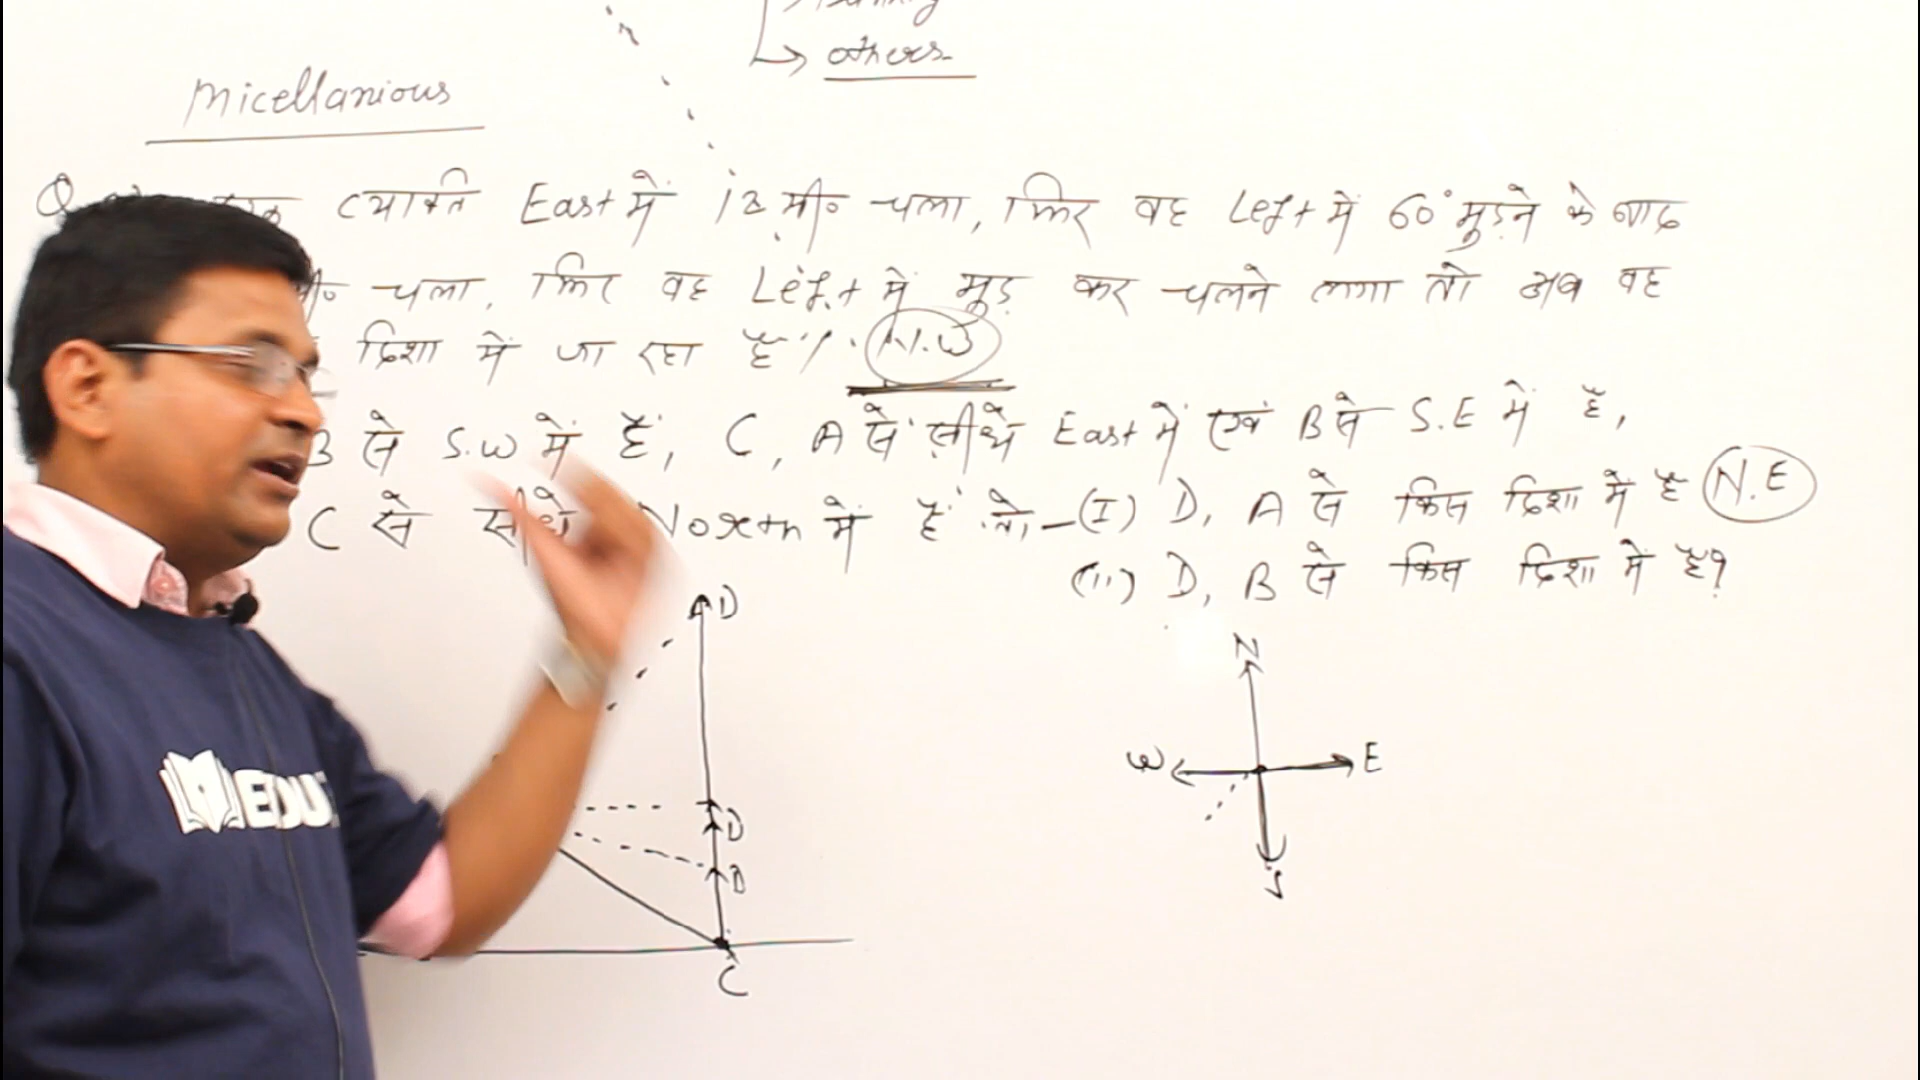 others
Micellanious
Q व्यक्ति East में 12 मी० चला, फिर वह Left में 60° मुड़ने के बाद
मी० चला, फिर वह Left में मुड़ कर चलने लगा तो अब वह
दिशा में जा रहा है ? N.W
B से S.W में है, C, A से सीधे East में एवं B से S.E में है,
C से सीधे North में है तो - (I) D, A से किस दिशा में है N.E
(ii) D, B से किस दिशा में है?
D
N
W E
D
EDU
D
S
C